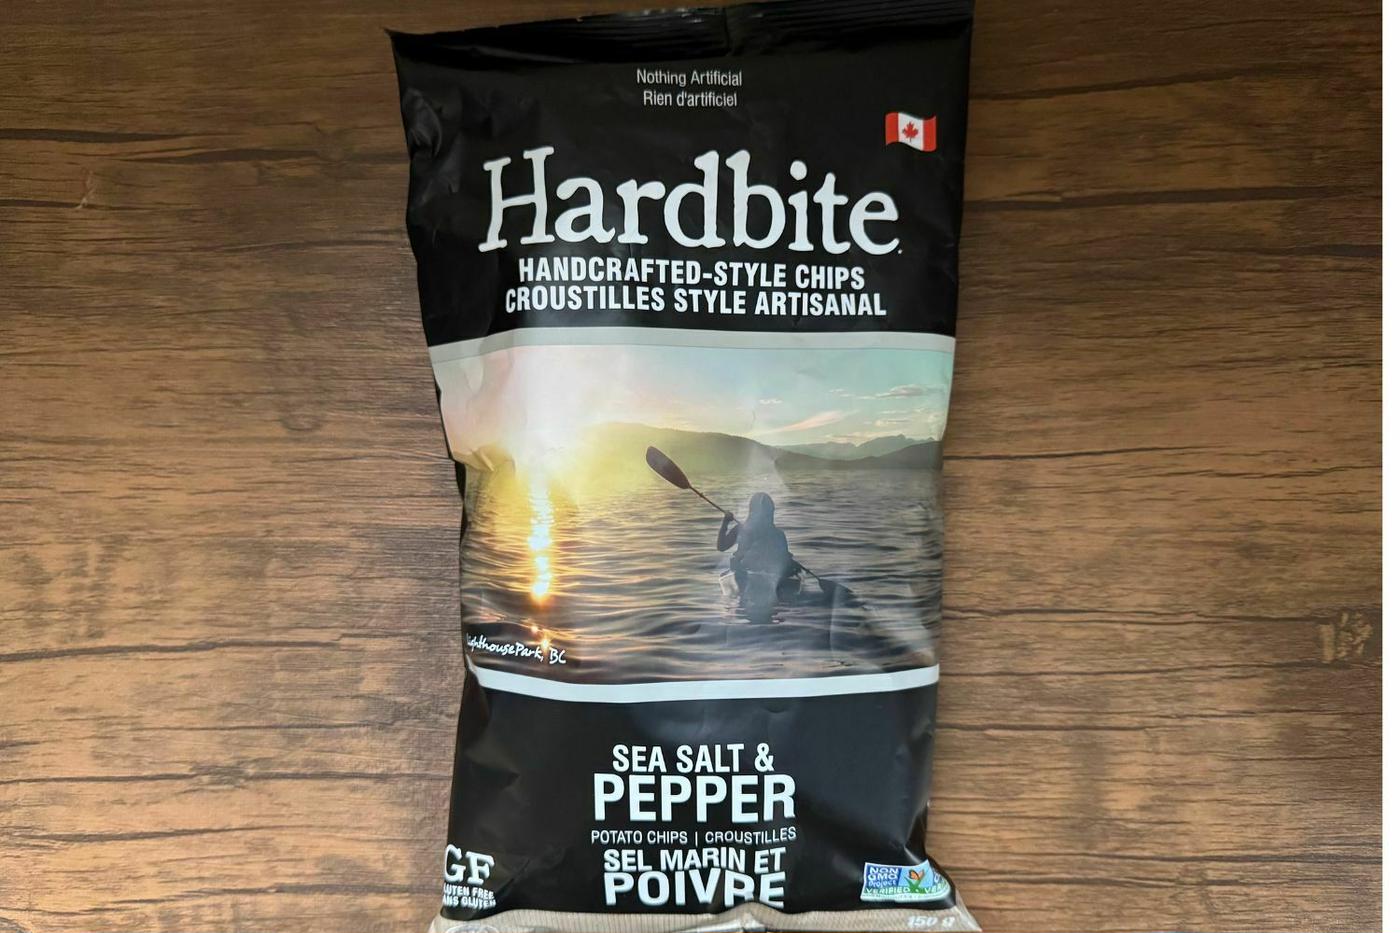 Nothing Artificial
Rien d'artificiel
Hardbite
HANDCRAFTED-STYLE CHIPS
CROUSTILLES STYLE ARTISANAL
LighthousePark, BC
SEA SALT &
PEPPER
POTATO CHIPS | CROUSTILLES
SEL MARIN ET
POIVRE
GF
GLUTEN FREE
SANS GLUTEN
NON
GMO
Project
VERIFIED
150 g